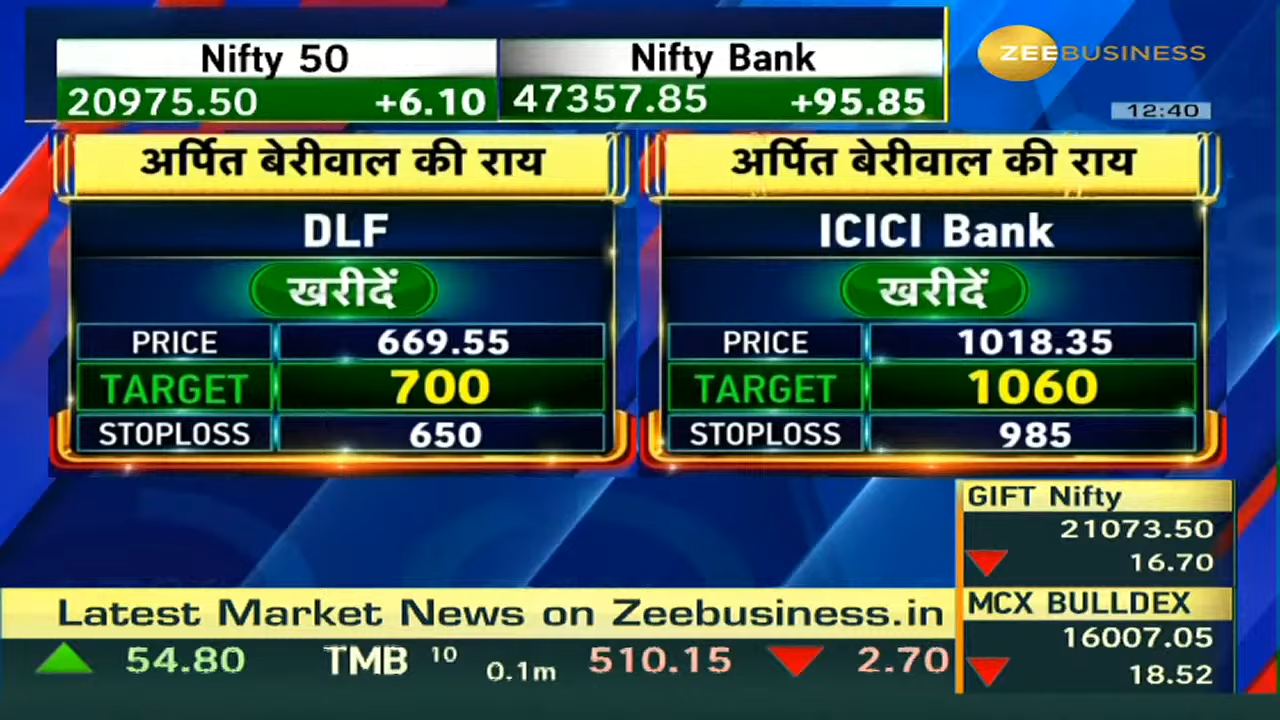 Nifty 50
Nifty Bank
20975.50 +6.10
47357.85 +95.85
ZEEBUSINESS
12:40
अर्पित बेरीवाल की राय
DLF
खरीदें
PRICE 669.55
TARGET 700
STOPLOSS 650
अर्पित बेरीवाल की राय
ICICI Bank
खरीदें
PRICE 1018.35
TARGET 1060
STOPLOSS 985
GIFT Nifty
21073.50
16.70
MCX BULLDEX
16007.05
18.52
Latest Market News on Zeebusiness.in
54.80 TMB 10 0.1m 510.15 2.70